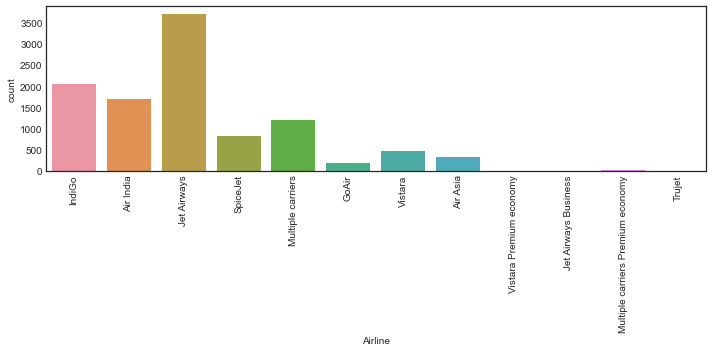 3500
3000
2500
2000
1500
1000
500
0
count
IndiGo
Air India
Jet Airways
SpiceJet
Multiple carriers
GoAir
Vistara
Air Asia
Vistara Premium economy
Jet Airways Business
Multiple carriers Premium economy
Trujet
Airline